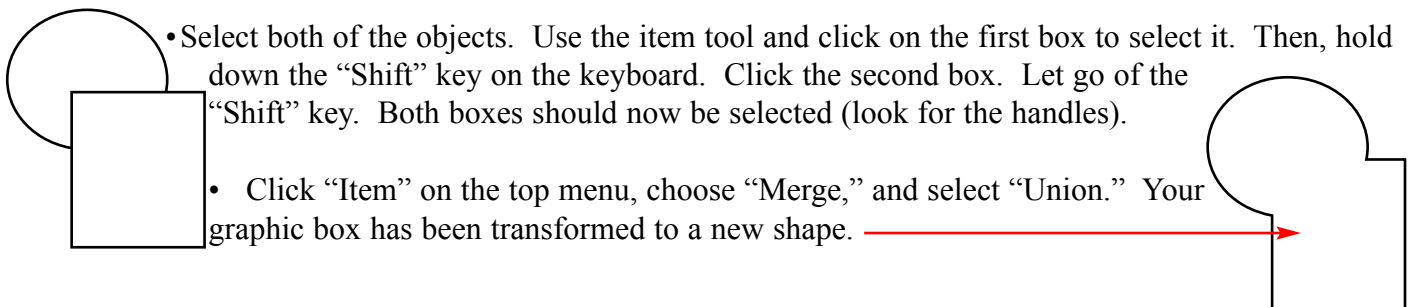 •Select both of the objects.  Use the item tool and click on the first box to select it.  Then, hold
down the “Shift” key on the keyboard.  Click the second box.  Let go of the
“Shift” key.  Both boxes should now be selected (look for the handles).
•   Click “Item” on the top menu, choose “Merge,” and select “Union.”  Your
graphic box has been transformed to a new shape.